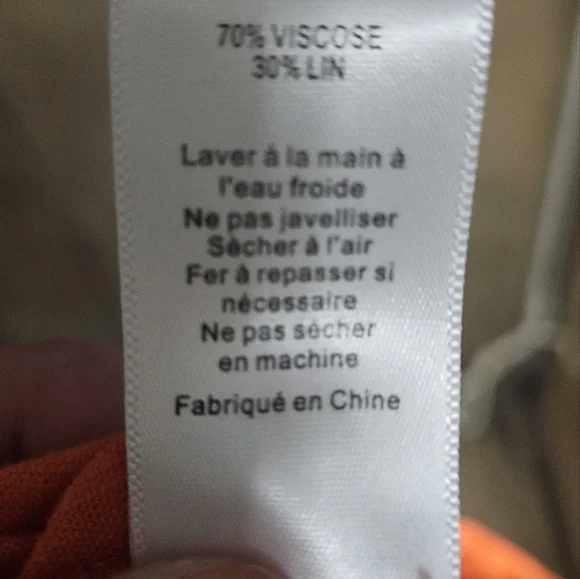 70% VISCOSE
30% LIN
Laver à la main à
l'eau froide
Ne pas javelliser
Sècher à l'air
Fer à repasser si
nécessaire
Ne pas sécher
en machine
Fabriqué en Chine